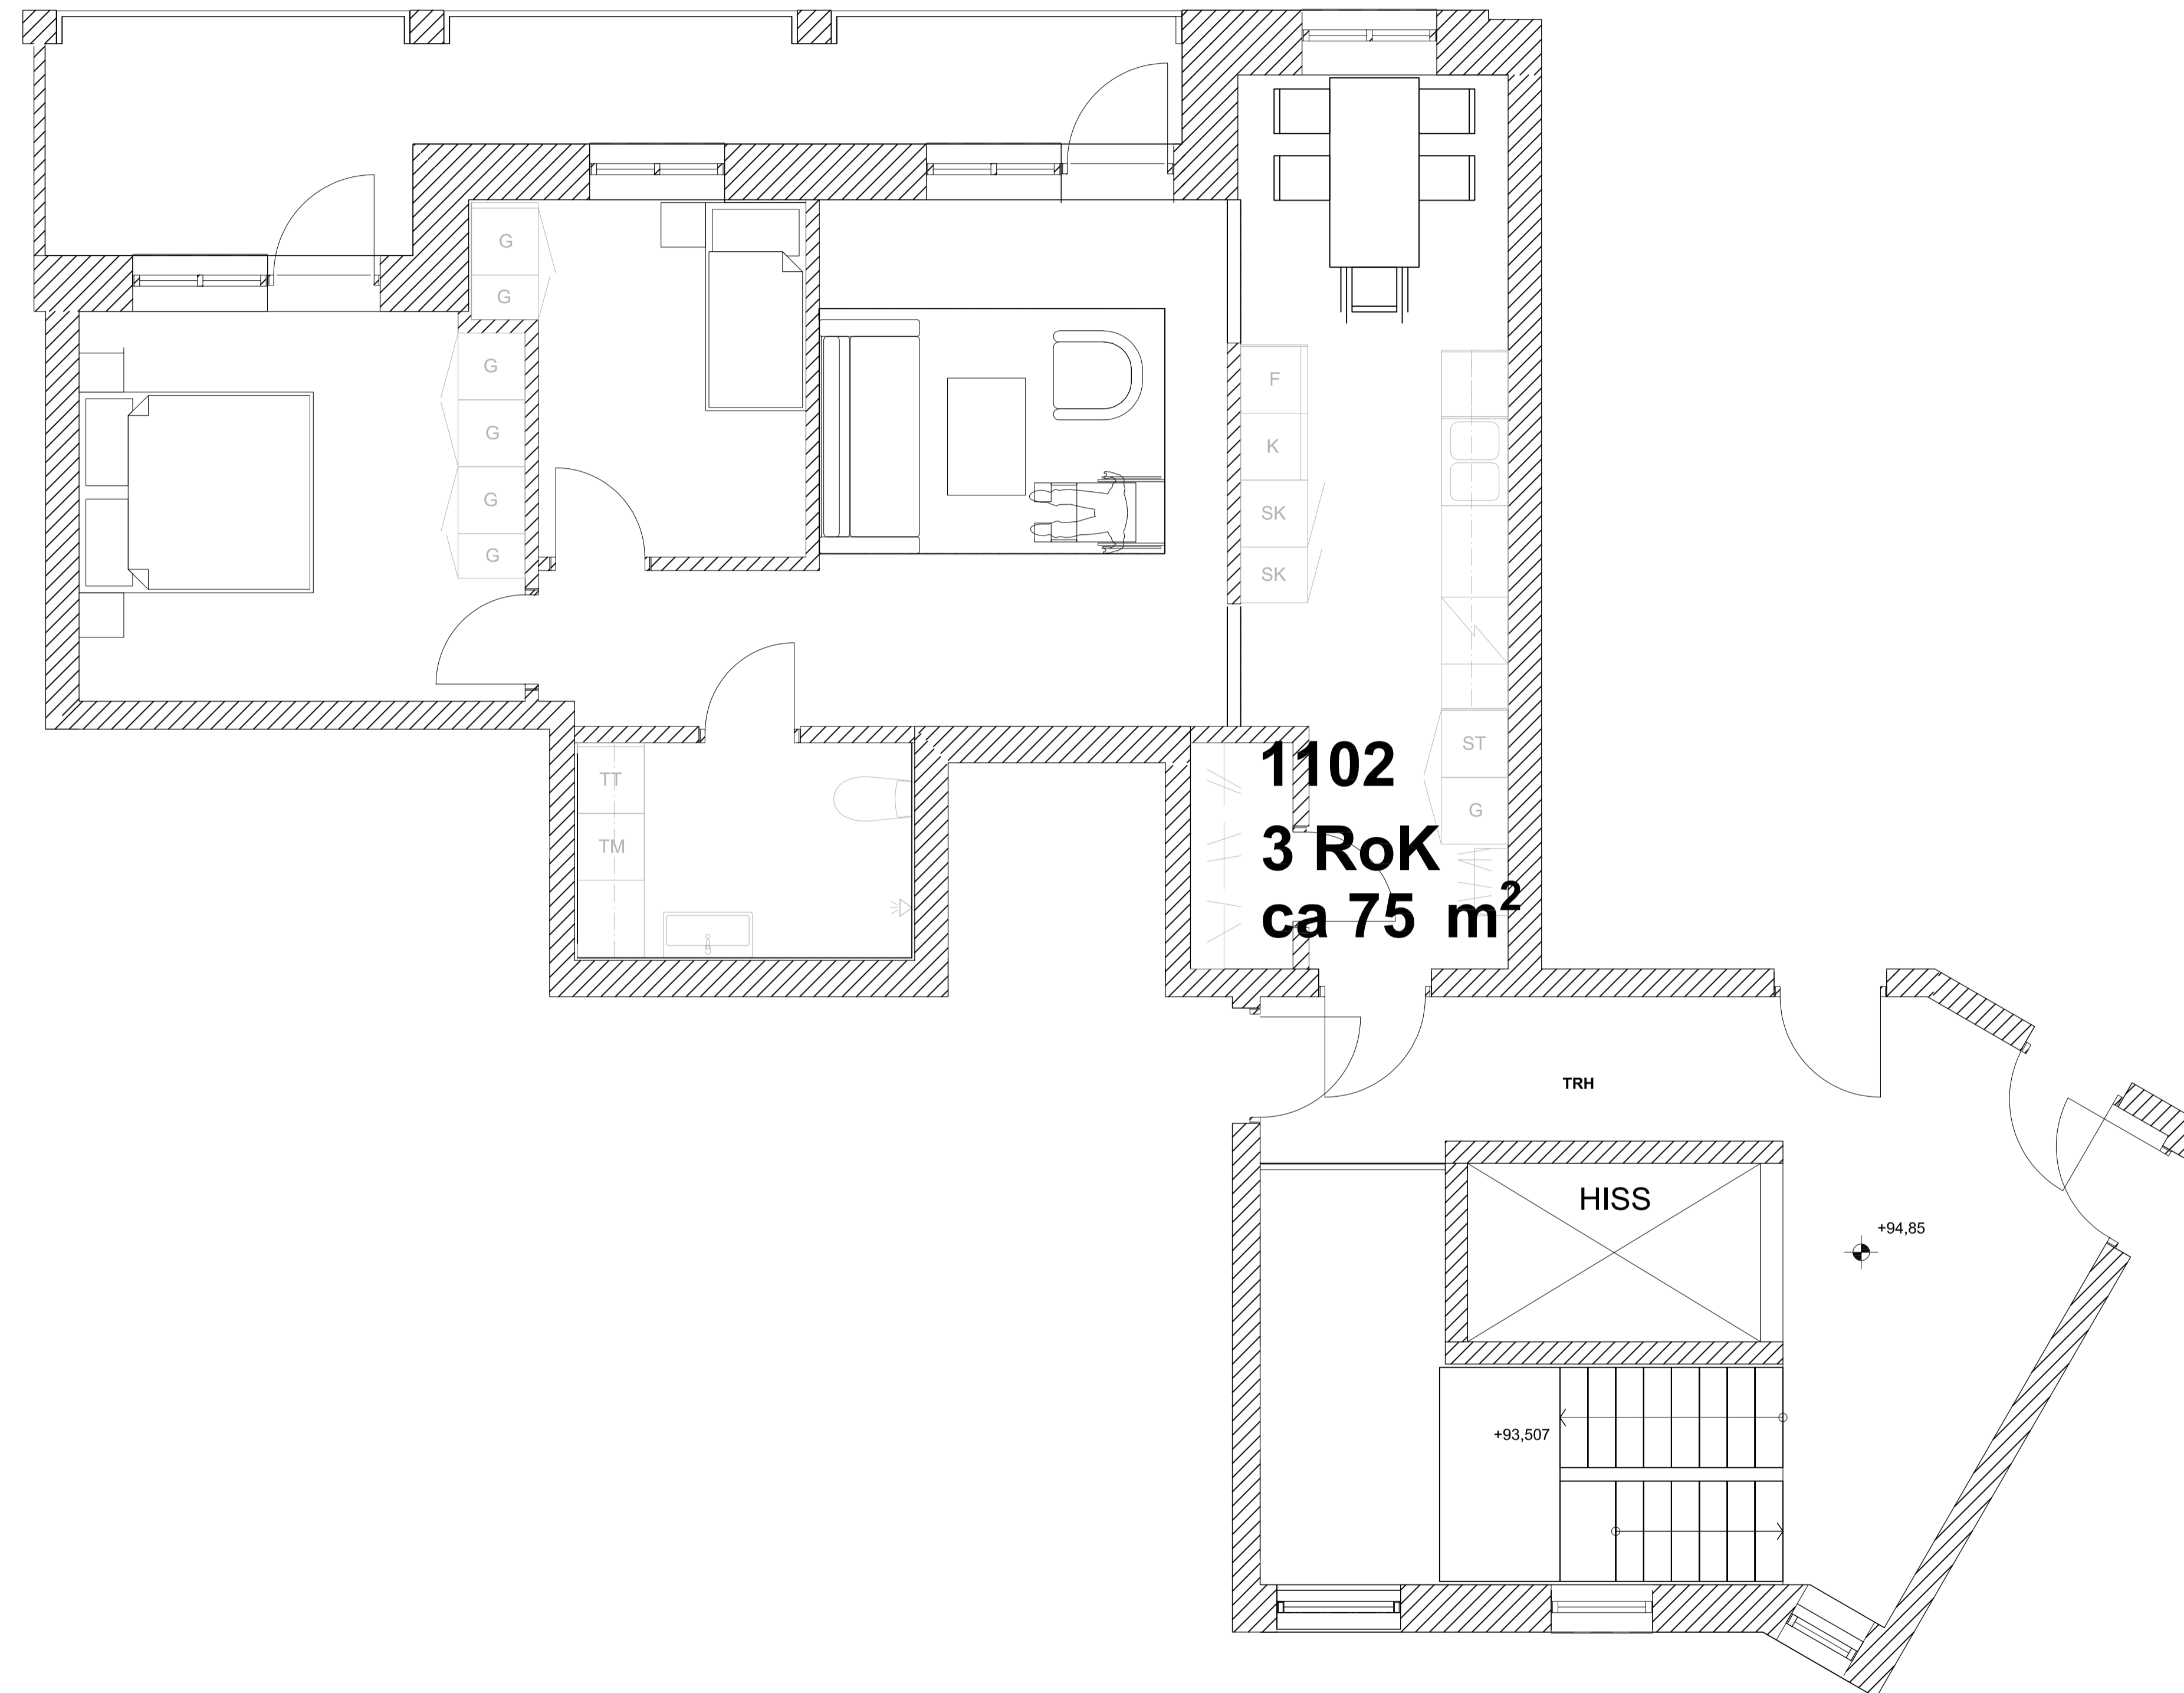 G
G
G
G
G
G
F
K
SK
SK
ST
G
TT
TM
1102
3 RoK
ca 75 m²
TRH
HISS
+94,85
+93,507